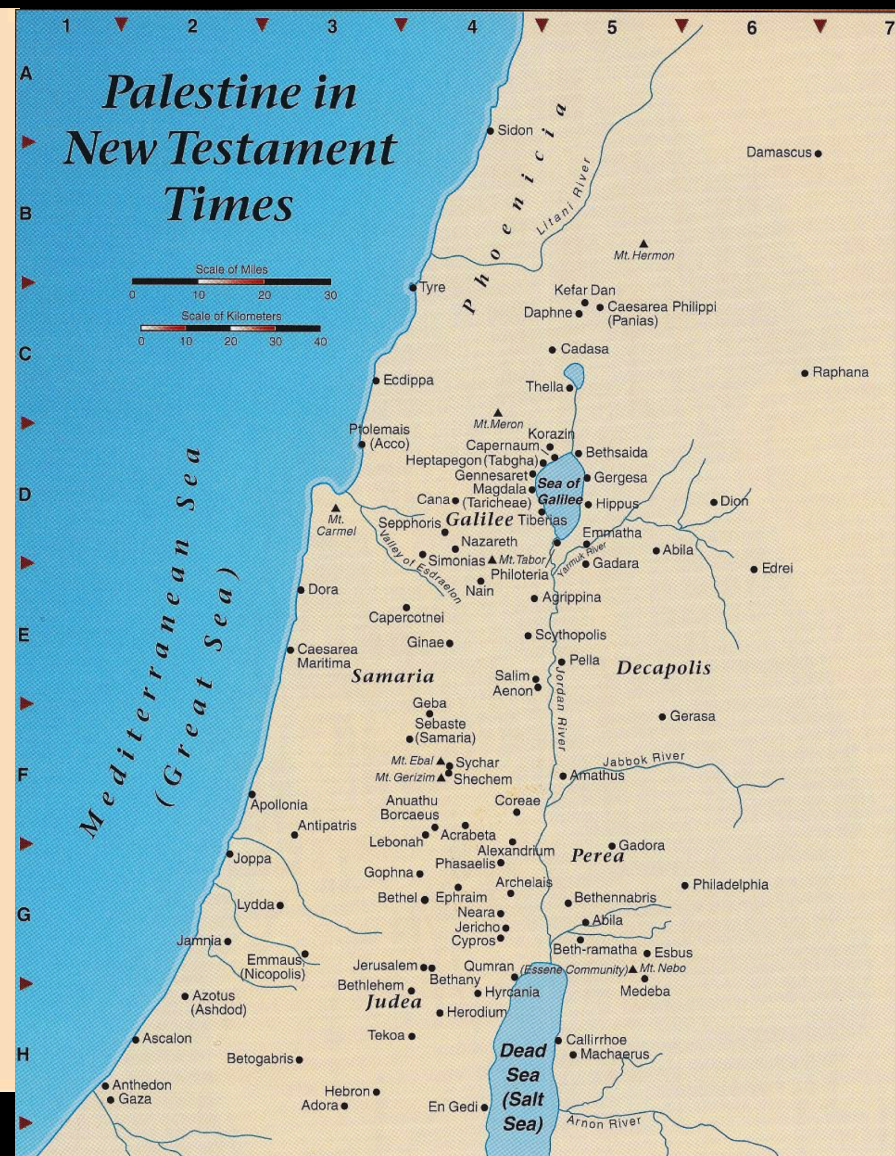 1 2 3 4 5 6 7
A
Palestine in
New Testament
Times
Sidon
Phoenicia
Damascus
Litani River
B
Mt. Hermon
Scale of Miles
0 10 20 30
Tyre
Kefar Dan
Daphne
Caesarea Philippi
(Panias)
Scale of Kilometers
0 10 20 30 40
C
Cadasa
Ecdippa
Thella
Raphana
Mt. Meron
Ptolemais
(Acco)
Korazin
Capernaum
Bethsaida
Heptapegon (Tabgha)
Gennesaret
Gergesa
Magdala
(Taricheae)
Sea of
Galilee
D
Cana
Hippus
Dion
Mt.
Carmel
Sepphoris
Galilee
Tiberias
Emmatha
Nazareth
Valley of Esdraelon
Simonias
Mt. Tabor
Yarmuk River
Abila
Philoteria
Gadara
Edrei
Nain
Dora
Agrippina
Capercotnei
E
Ginae
Scythopolis
Caesarea
Maritima
Pella
Samaria
Salim
Aenon
Decapolis
Jordan River
Mediterranean Sea
(Great Sea)
Geba
Gerasa
Sebaste
(Samaria)
F
Mt. Ebal
Sychar
Mt. Gerizim
Shechem
Jabbok River
Amathus
Apollonia
Anuathu
Borcaeus
Coreae
Antipatris
Lebonah
Acrabeta
Alexandrium
Gadora
Joppa
Phasaelis
Perea
Gophna
Archelais
Philadelphia
Bethel
Ephraim
Bethennabris
G
Lydda
Neara
Abila
Jericho
Jamnia
Cypros
Beth-ramatha
Esbus
Emmaus
(Nicopolis)
Jerusalem
Bethany
Qumran
(Essene Community)
Mt. Nebo
Bethlehem
Hyrcania
Medeba
Azotus
(Ashdod)
Judea
Herodium
Ascalon
Tekoa
Callirrhoe
H
Betogabris
Dead
Sea
(Salt
Sea)
Machaerus
Anthedon
Gaza
Hebron
Adora
En Gedi
Arnon River